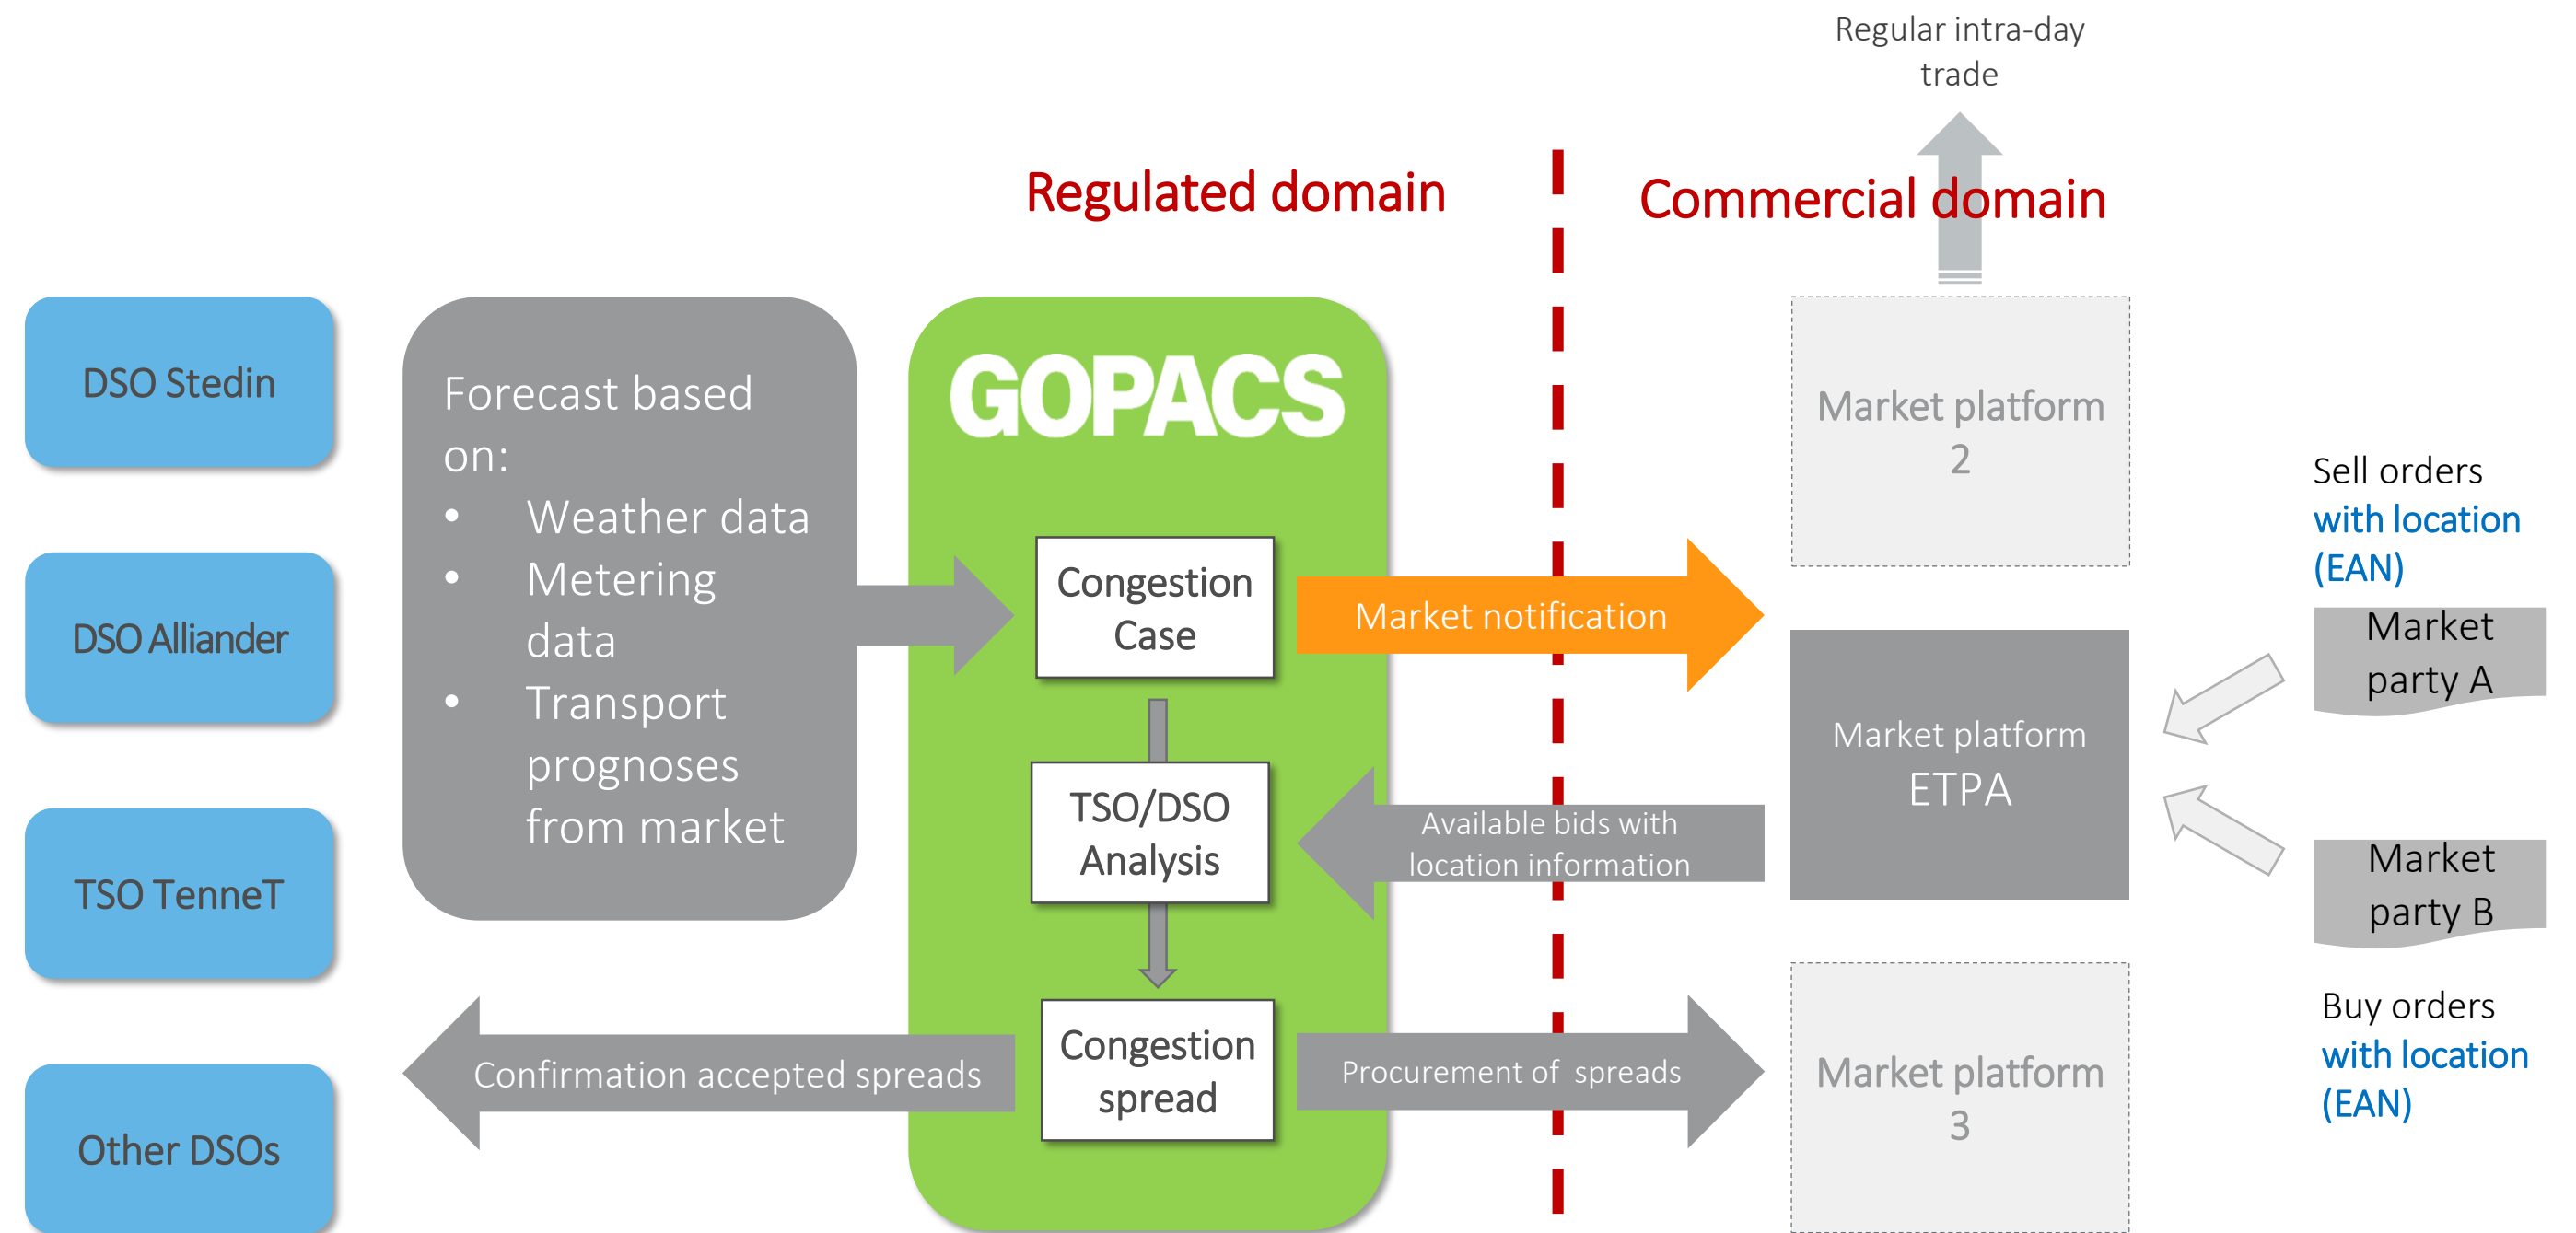 Regular intra-day
trade
Regulated domain
Commercial domain
DSO Stedin
DSO Alliander
TSO TenneT
Other DSOs
Forecast based
on:
• Weather data
• Metering
data
• Transport
prognoses
from market
GOPACS
Congestion
Case
TSO/DSO
Analysis
Congestion
spread
Confirmation accepted spreads
Market notification
Available bids with
location information
Procurement of spreads
Market platform
2
Market platform
ETPA
Market platform
3
Sell orders
with location
(EAN)
Market
party A
Market
party B
Buy orders
with location
(EAN)